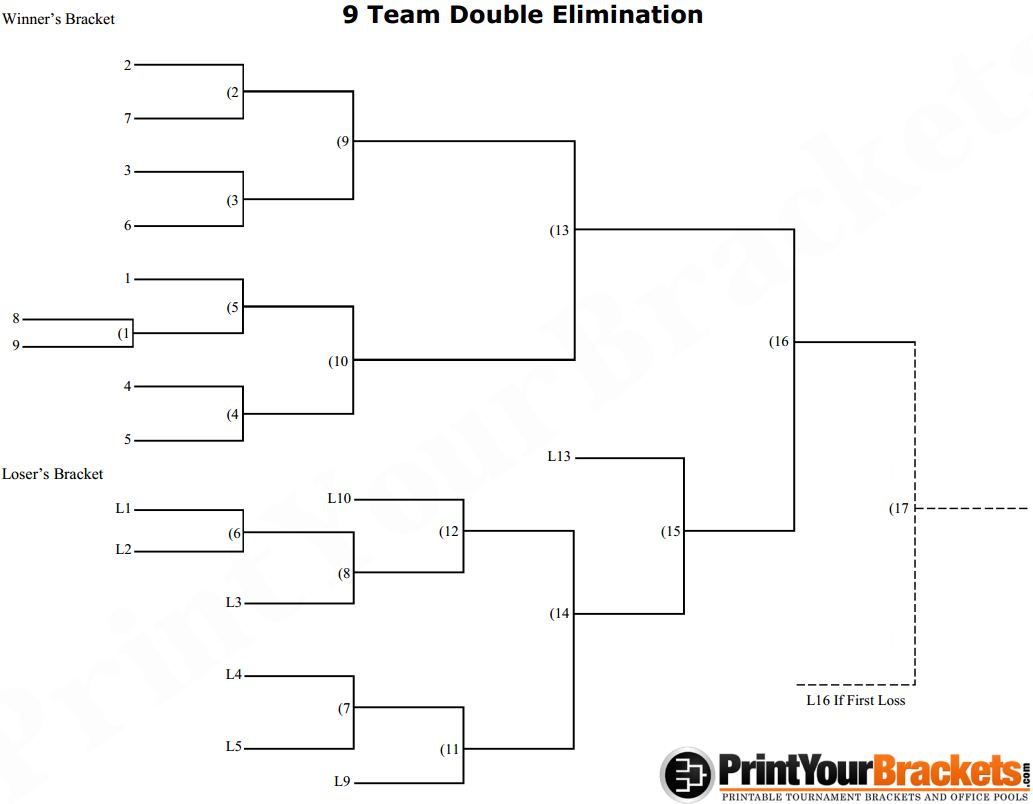 9 Team Double Elimination
Winner's Bracket
2
(2
7
(9
3
(3
6
(13
1
(5
8
(1
9
(10
(16
4
(4
5
L13
Loser's Bracket
L10
L1
(6
(12
(15
(17
L2
(8
L3
(14
L4
(7
L16 If First Loss
L5
(11
L9
PrintYourBrackets.com
PRINTABLE TOURNAMENT BRACKETS AND OFFICE POOLS
PrintYourBrackets